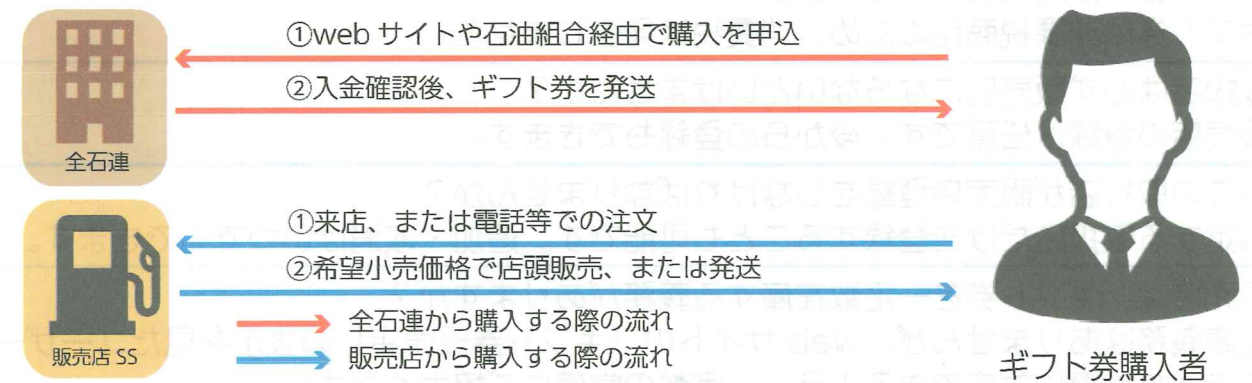 ①web サイトや石油組合経由で購入を申込
②入金確認後、ギフト券を発送
全石連
①来店、または電話等での注文
②希望小売価格で店頭販売、または発送
販売店 SS
全石連から購入する際の流れ
販売店から購入する際の流れ
ギフト券購入者